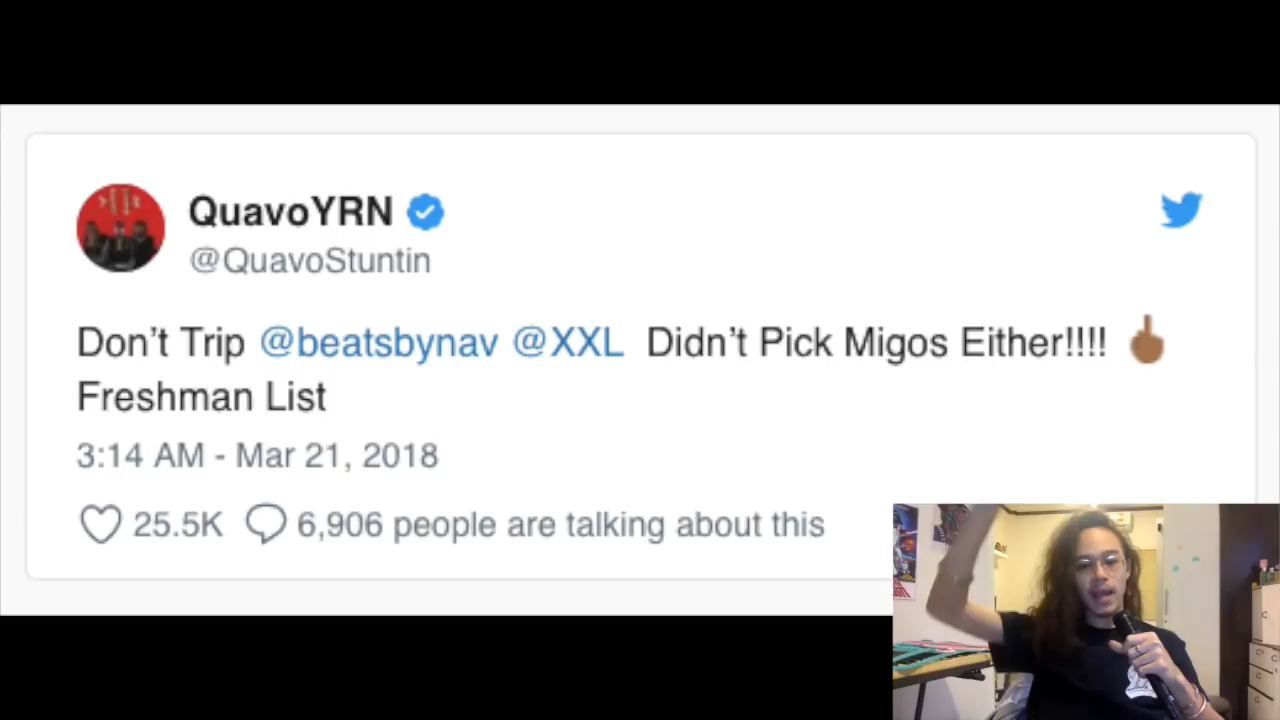 QuavoYRN
@QuavoStuntin
Don’t Trip @beatsbynav @XXL Didn’t Pick Migos Either!!!! 🖕🏾
Freshman List
3:14 AM - Mar 21, 2018
25.5K 6,906 people are talking about this